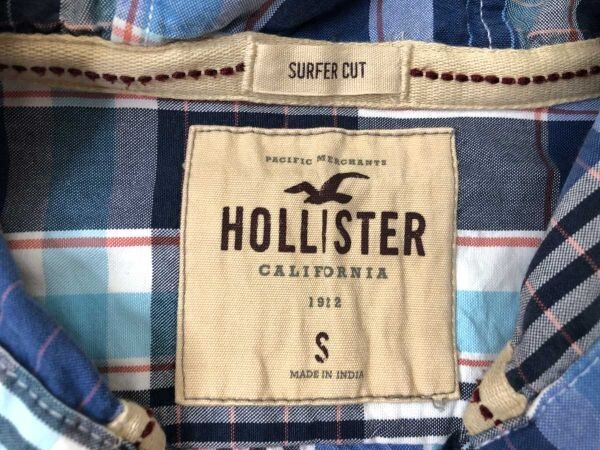 SURFER CUT
PACIFIC MERCHANTS
HOLLISTER
CALIFORNIA
1922
S
MADE IN INDIA